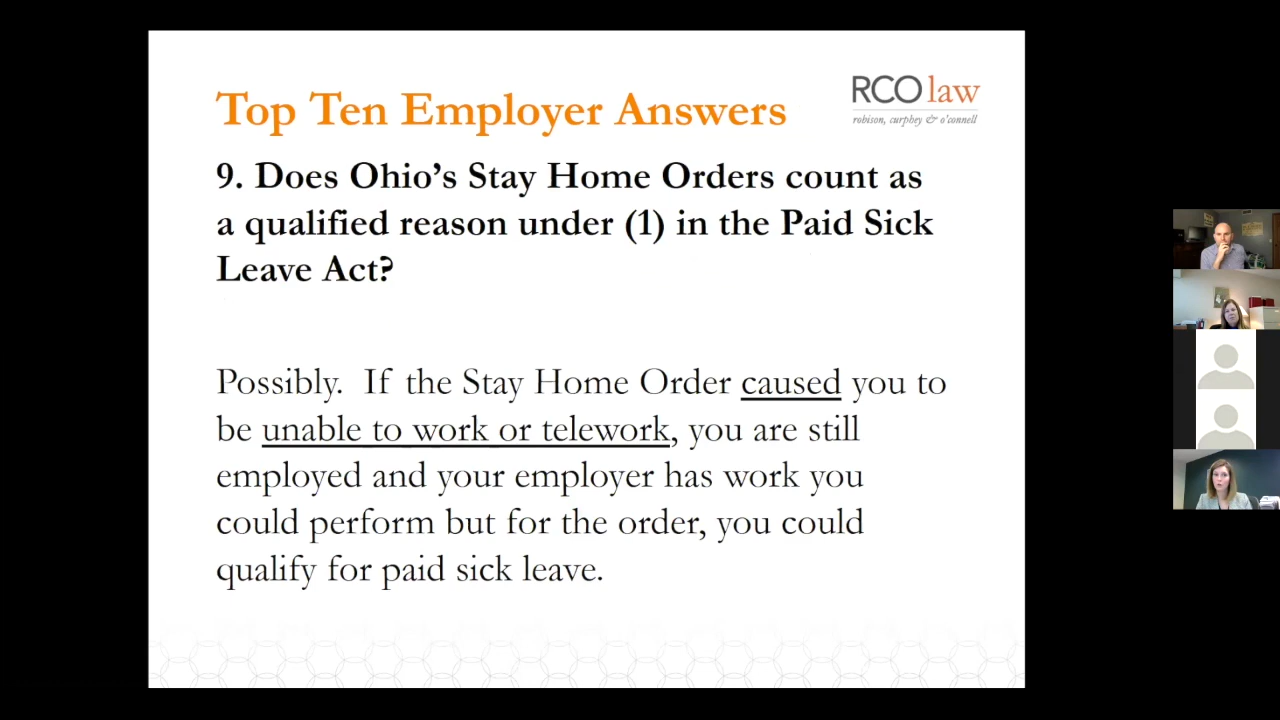 Top Ten Employer Answers
RCO law
robison, curphey & o'connell
9. Does Ohio’s Stay Home Orders count as
a qualified reason under (1) in the Paid Sick
Leave Act?
Possibly. If the Stay Home Order caused you to
be unable to work or telework, you are still
employed and your employer has work you
could perform but for the order, you could
qualify for paid sick leave.